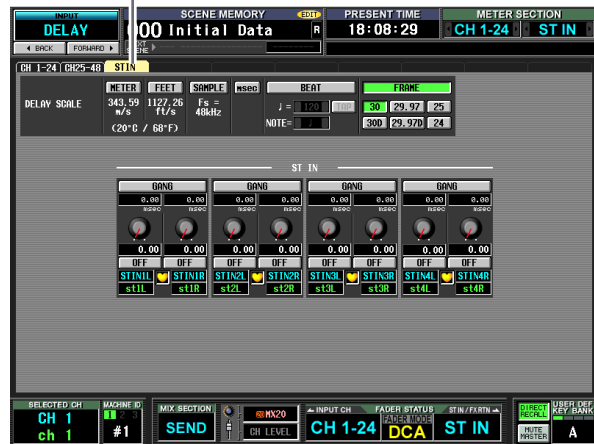 INPUT
DELAY
BACK FORWARD
SCENE MEMORY EDIT
000 Initial Data R
NEXT SCENE
PRESENT TIME
18:08:29
METER SECTION
CH 1-24 ST IN
CH 1-24 CH25-48 STIN
DELAY SCALE
METER FEET SAMPLE msec
343.59 m/s
1127.26 ft/s
Fs = 48kHz
(20°C / 68°F)
BEAT
♩ = 120 TAP
NOTE= ♩
FRAME
30 29.97 25
30D 29.97D 24
ST IN
GANG GANG GANG GANG
0.00 0.00 0.00 0.00 0.00 0.00 0.00 0.00
msec msec msec msec msec msec msec msec
0.00 0.00 0.00 0.00 0.00 0.00 0.00 0.00
OFF OFF OFF OFF OFF OFF OFF OFF
STIN1L STIN1R STIN2L STIN2R STIN3L STIN3R STIN4L STIN4R
st1L st1R st2L st2R st3L st3R st4L st4R
SELECTED CH
CH 1
ch 1
MACHINE ID
1 2 3
#1
MIX SECTION
SEND
MX20
CH LEVEL
INPUT CH
CH 1-24
FADER STATUS
FADER MODE
DCA
STIN/FXRTN
ST IN
DIRECT RECALL
MUTE MASTER
USER DEF KEY BANK
A